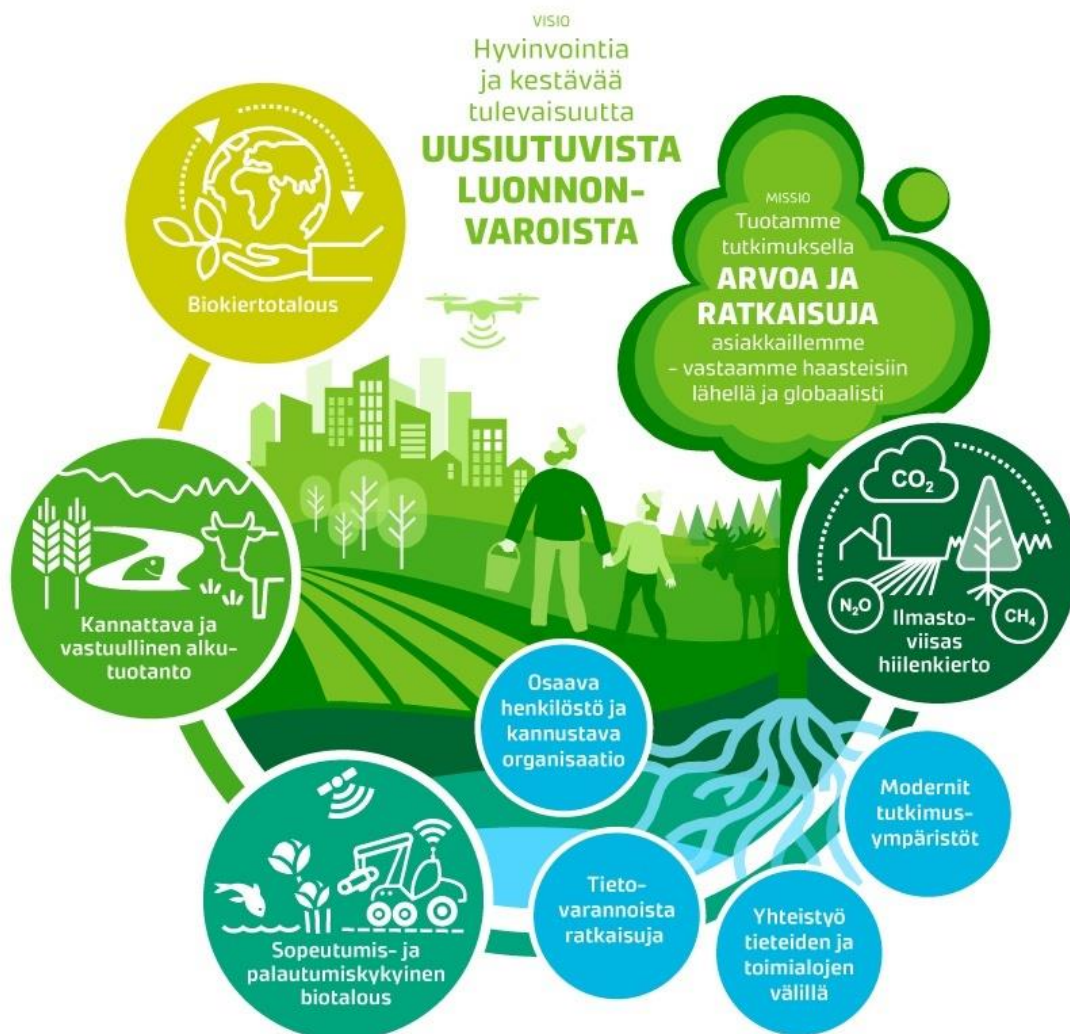 VISIO
Hyvinvointia
ja kestävää
tulevaisuutta
UUSIUTUVISTA
LUONNON-
VAROISTA
MISSIO
Tuotamme
tutkimuksella
ARVOA JA
RATKAISUJA
asiakkaillemme
– vastaamme haasteisiin
lähellä ja globaalisti
Biokiertotalous
Kannattava ja
vastuullinen alku-
tuotanto
CO₂
N₂O
CH₄
Ilmasto-
viisas
hiilenkierto
Osaava
henkilöstö ja
kannustava
organisaatio
Modernit
tutkimus-
ympäristöt
Sopeutumis- ja
palautumiskykyinen
biotalous
Tieto-
varannoista
ratkaisuja
Yhteistyö
tieteiden ja
toimialojen
välillä